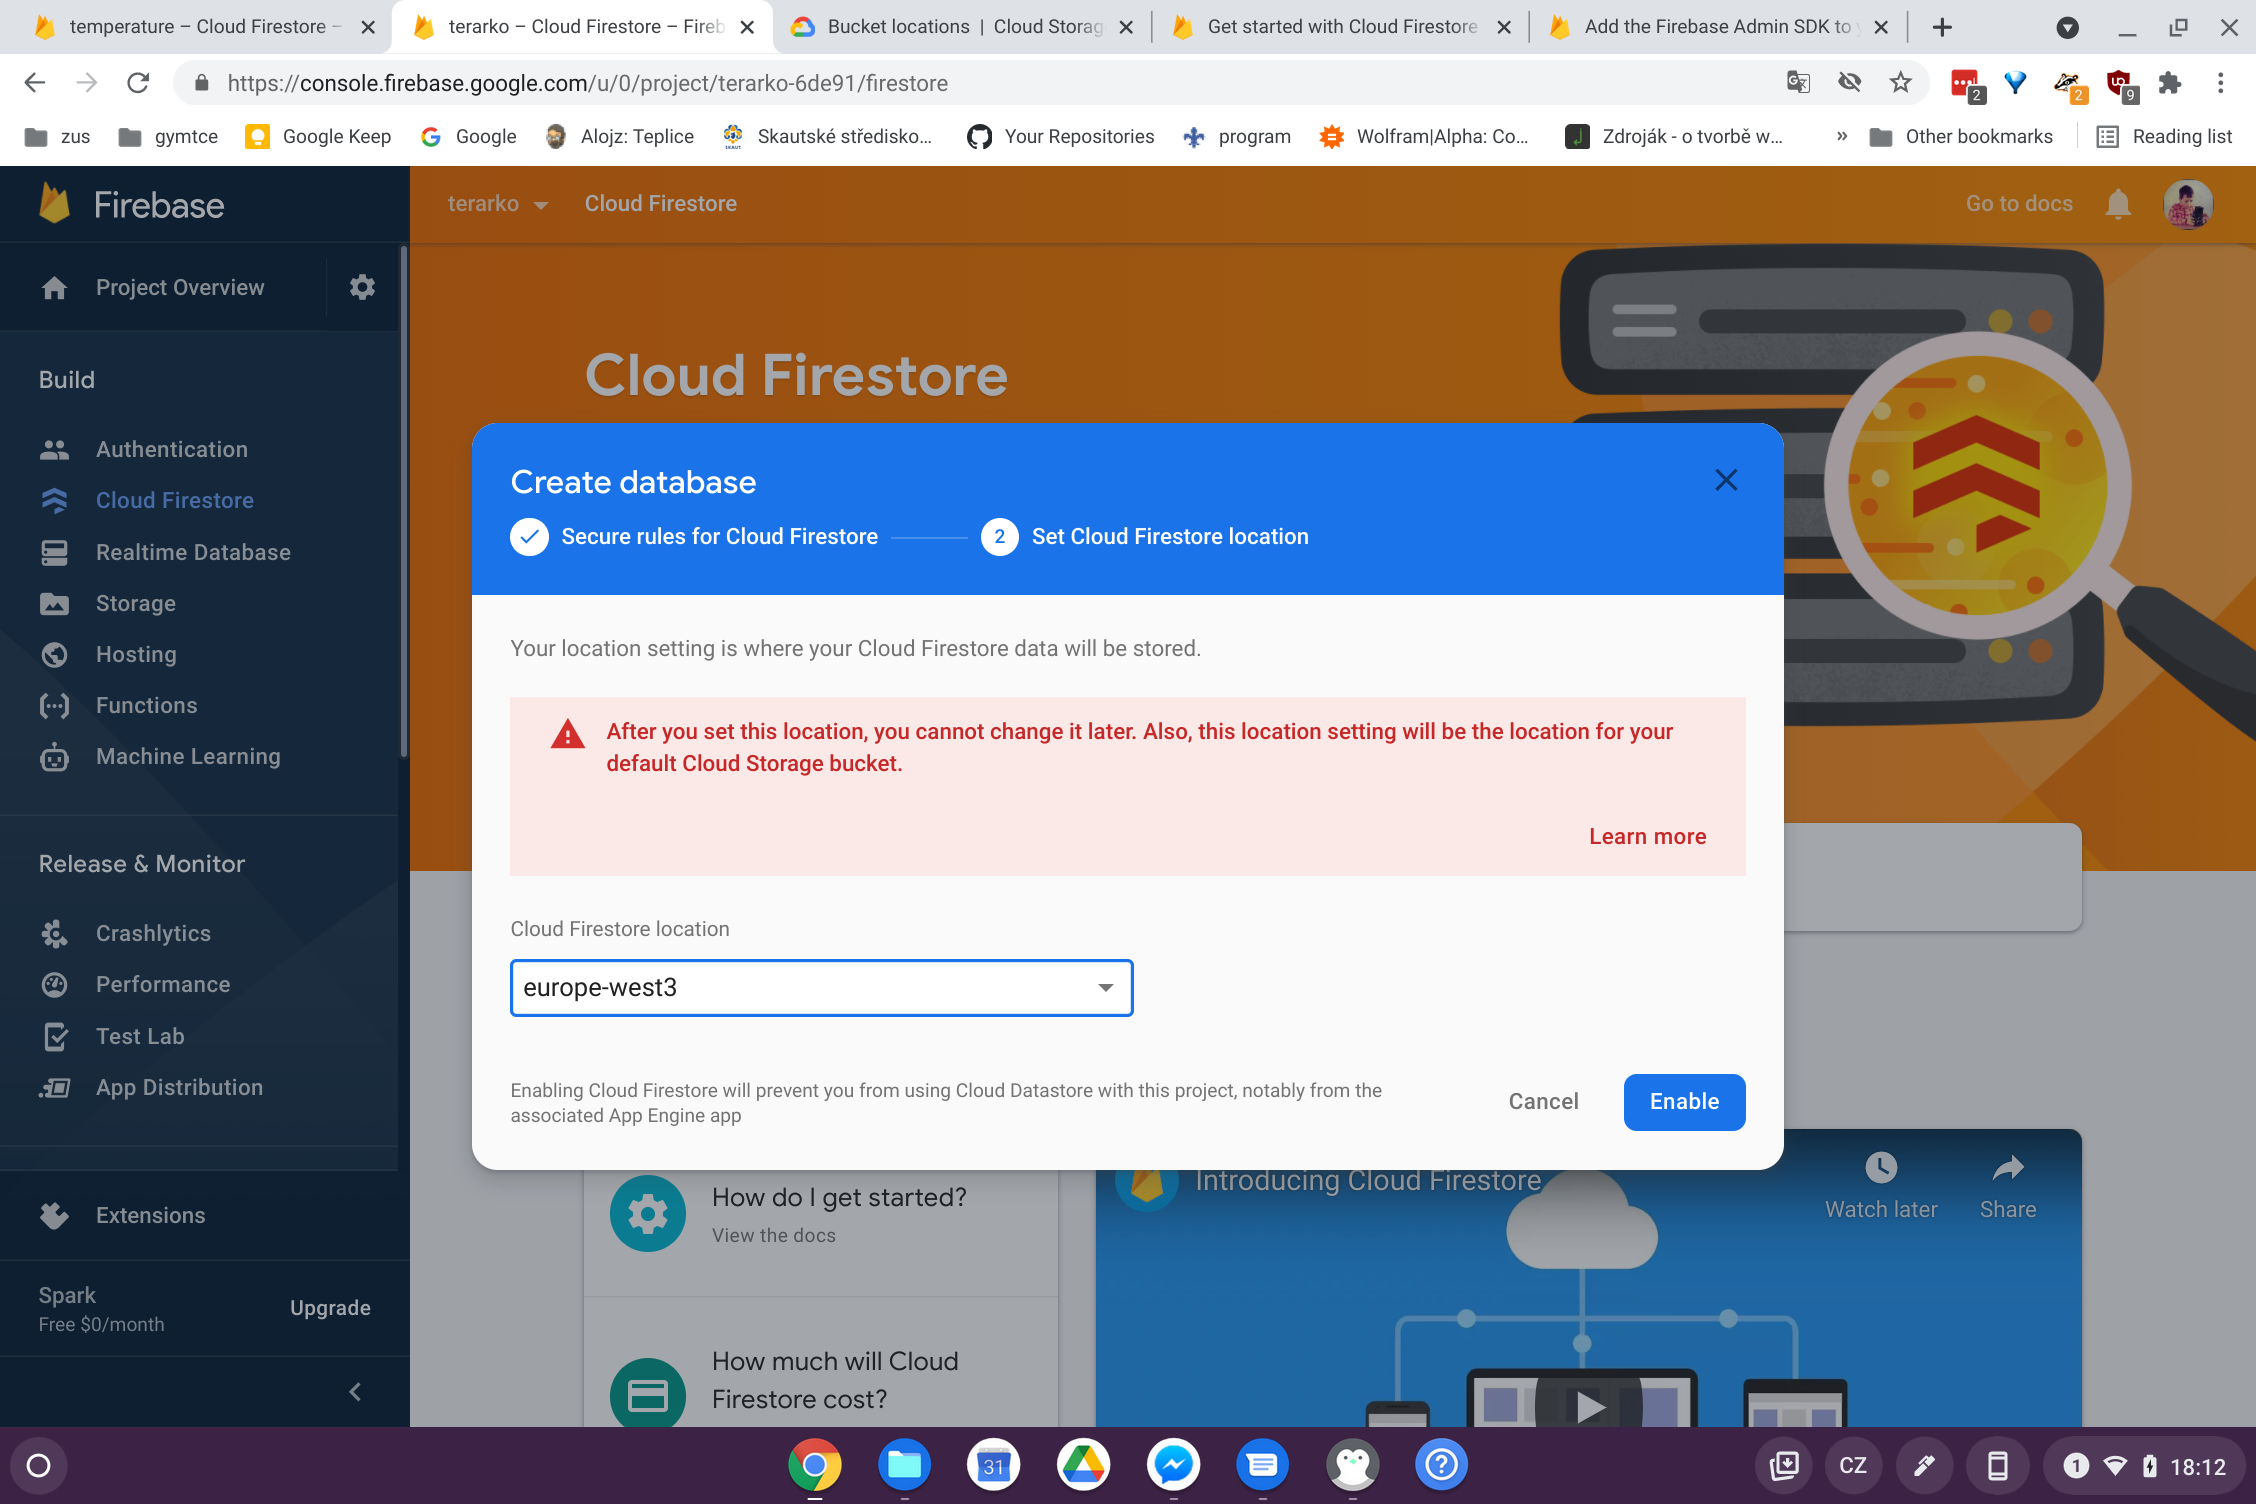 temperature – Cloud Firestore –
terarko – Cloud Firestore – Fireb
Bucket locations | Cloud Storag
Get started with Cloud Firestore
Add the Firebase Admin SDK to y
https://console.firebase.google.com/u/0/project/terarko-6de91/firestore
2
2
9
zus
gymtce
Google Keep
Google
Alojz: Teplice
Skautské středisko...
Your Repositories
program
Wolfram|Alpha: Co...
Zdroják - o tvorbě w...
»
Other bookmarks
Reading list
Firebase
terarko
Cloud Firestore
Go to docs
Project Overview
Build
Authentication
Cloud Firestore
Realtime Database
Storage
Hosting
Functions
Machine Learning
Release & Monitor
Crashlytics
Performance
Test Lab
App Distribution
Extensions
Spark
Free $0/month
Upgrade
Cloud Firestore
Create database
Secure rules for Cloud Firestore
2
Set Cloud Firestore location
Your location setting is where your Cloud Firestore data will be stored.
After you set this location, you cannot change it later. Also, this location setting will be the location for your
default Cloud Storage bucket.
Learn more
Cloud Firestore location
europe-west3
Enabling Cloud Firestore will prevent you from using Cloud Datastore with this project, notably from the
associated App Engine app
Cancel
Enable
How do I get started?
View the docs
How much will Cloud
Firestore cost?
Introducing Cloud Firestore
Watch later
Share
31
CZ
1
18:12